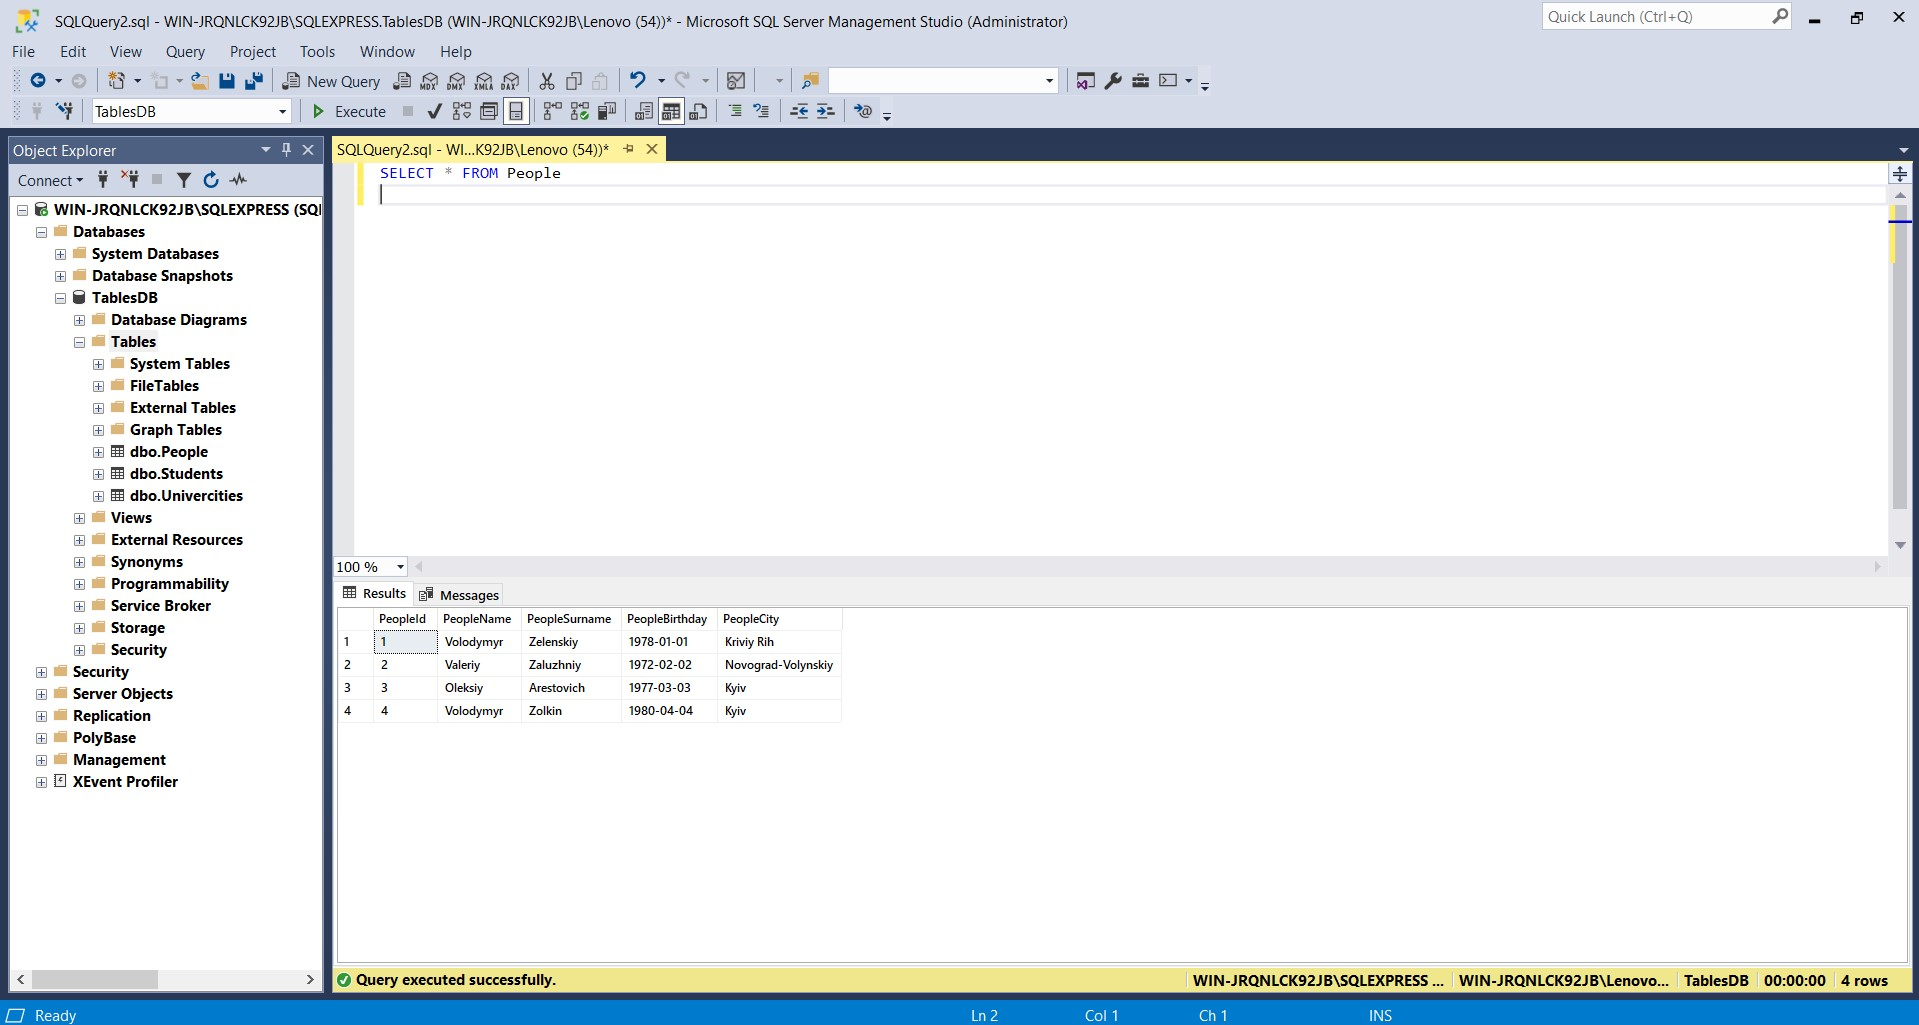 SQLQuery2.sql - WIN-JRQNLCK92JB\SQLEXPRESS.TablesDB (WIN-JRQNLCK92JB\Lenovo (54))* - Microsoft SQL Server Management Studio (Administrator)
Quick Launch (Ctrl+Q)
File Edit View Query Project Tools Window Help
New Query MDX DMX XMLA DAX
TablesDB Execute
Object Explorer
Connect
WIN-JRQNLCK92JB\SQLEXPRESS (SQL
Databases
System Databases
Database Snapshots
TablesDB
Database Diagrams
Tables
System Tables
FileTables
External Tables
Graph Tables
dbo.People
dbo.Students
dbo.Univercities
Views
External Resources
Synonyms
Programmability
Service Broker
Storage
Security
Security
Server Objects
Replication
PolyBase
Management
XEvent Profiler
SQLQuery2.sql - WI...K92JB\Lenovo (54))*
SELECT * FROM People
100 %
Results Messages
PeopleId PeopleName PeopleSurname PeopleBirthday PeopleCity
1 1 Volodymyr Zelenskiy 1978-01-01 Kriviy Rih
2 2 Valeriy Zaluzhniy 1972-02-02 Novograd-Volynskiy
3 3 Oleksiy Arestovich 1977-03-03 Kyiv
4 4 Volodymyr Zolkin 1980-04-04 Kyiv
Query executed successfully. WIN-JRQNLCK92JB\SQLEXPRESS ... WIN-JRQNLCK92JB\Lenovo... TablesDB 00:00:00 4 rows
Ready Ln 2 Col 1 Ch 1 INS